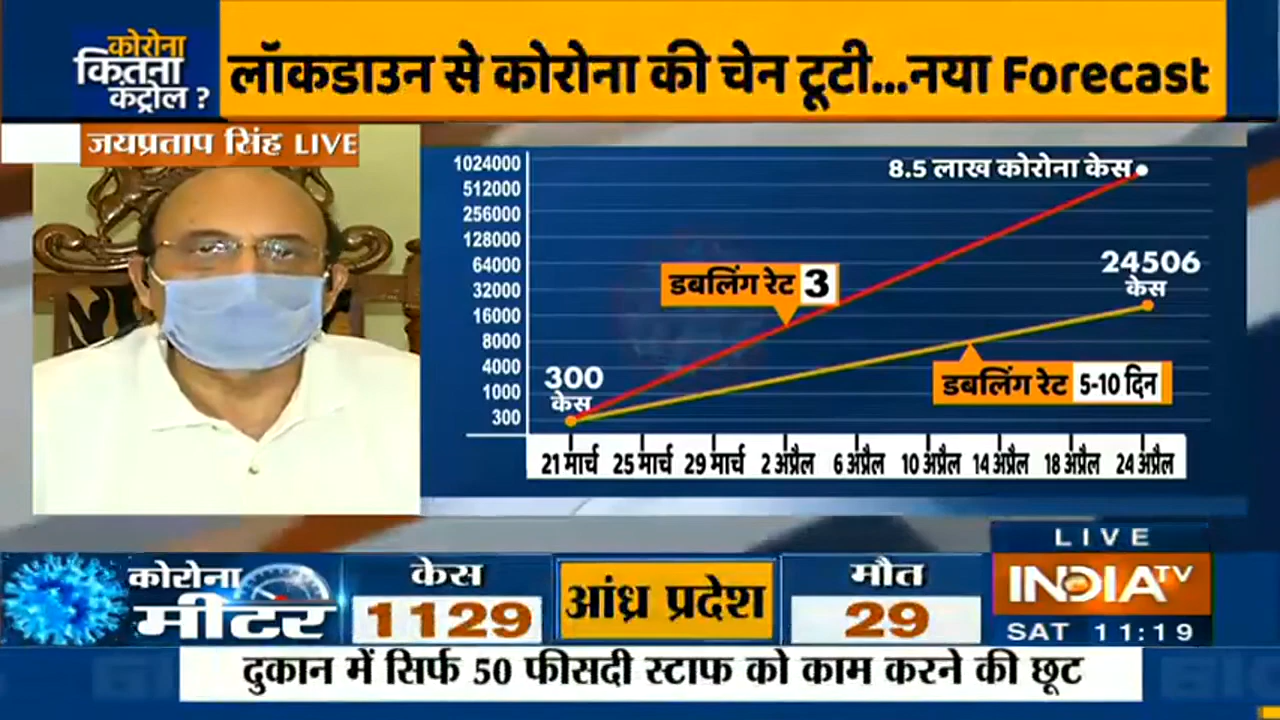 कोरोना
कितना
कंट्रोल ?
लॉकडाउन से कोरोना की चेन टूटी...नया Forecast
जयप्रताप सिंह LIVE
1024000
512000
256000
128000
64000
32000
16000
8000
4000
1000
300
8.5 लाख कोरोना केस
24506
केस
डबलिंग रेट 3
डबलिंग रेट 5-10 दिन
300
केस
21 मार्च 25 मार्च 29 मार्च 2 अप्रैल 6 अप्रैल 10 अप्रैल 14 अप्रैल 18 अप्रैल 24 अप्रैल
कोरोना
मीटर
केस
1129
आंध्र प्रदेश
मौत
29
LIVE
INDIA TV
SAT 11:19
दुकान में सिर्फ 50 फीसदी स्टाफ को काम करने की छूट